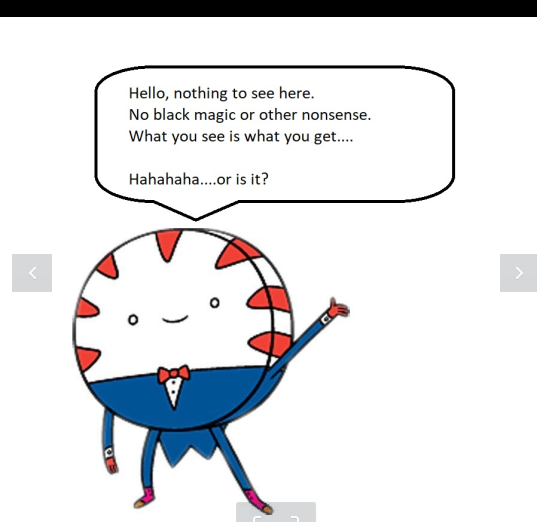 Hello, nothing to see here.
No black magic or other nonsense.
What you see is what you get....
Hahahaha....or is it?